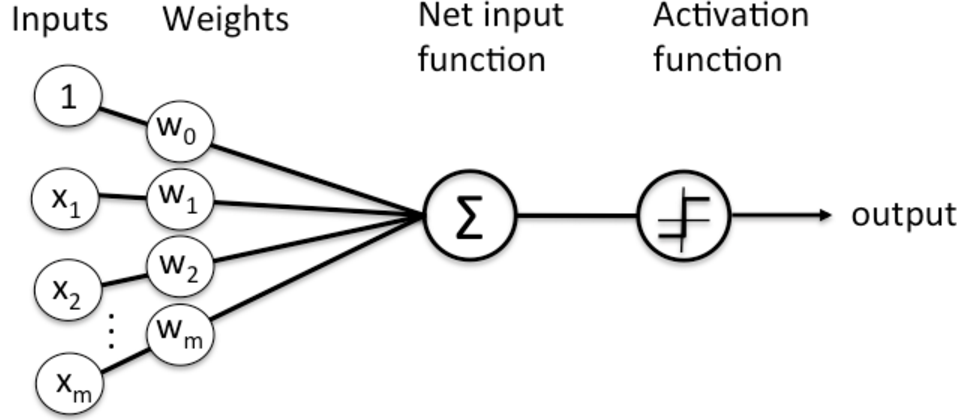 Inputs
Weights
Net input
function
Activation
function
1
w₀
x₁
w₁
x₂
w₂
⋮
wₘ
xₘ
Σ
output